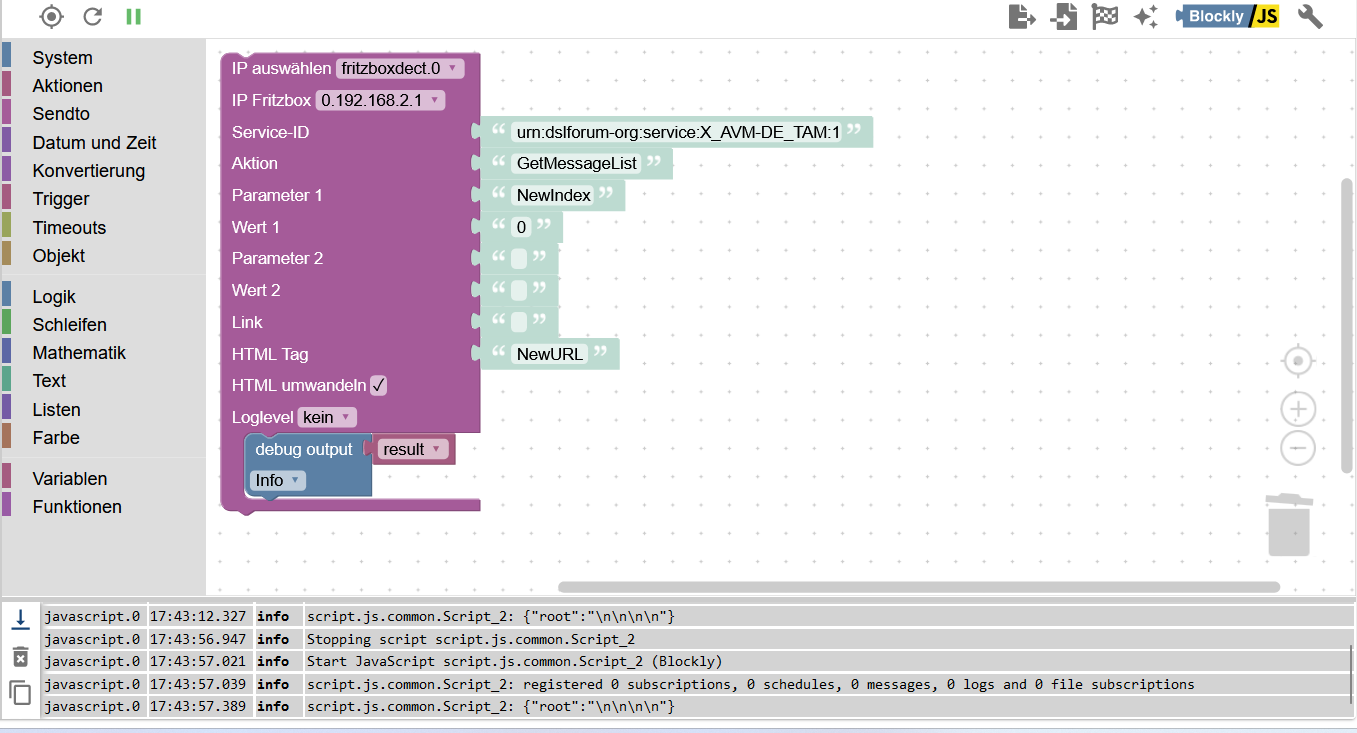 Blockly JS
System
Aktionen
Sendto
Datum und Zeit
Konvertierung
Trigger
Timeouts
Objekt
Logik
Schleifen
Mathematik
Text
Listen
Farbe
Variablen
Funktionen
IP auswählen fritzboxdect.0
IP Fritzbox 0.192.168.2.1
Service-ID “ urn:dslforum-org:service:X_AVM-DE_TAM:1 ”
Aktion “ GetMessageList ”
Parameter 1 “ NewIndex ”
Wert 1 “ 0 ”
Parameter 2 “ ”
Wert 2 “ ”
Link “ ”
HTML Tag “ NewURL ”
HTML umwandeln ✓
Loglevel kein
debug output result
Info
javascript.0 17:43:12.327 info script.js.common.Script_2: {"root":"\n\n\n\n"}
javascript.0 17:43:56.947 info Stopping script script.js.common.Script_2
javascript.0 17:43:57.021 info Start JavaScript script.js.common.Script_2 (Blockly)
javascript.0 17:43:57.039 info script.js.common.Script_2: registered 0 subscriptions, 0 schedules, 0 messages, 0 logs and 0 file subscriptions
javascript.0 17:43:57.389 info script.js.common.Script_2: {"root":"\n\n\n\n"}